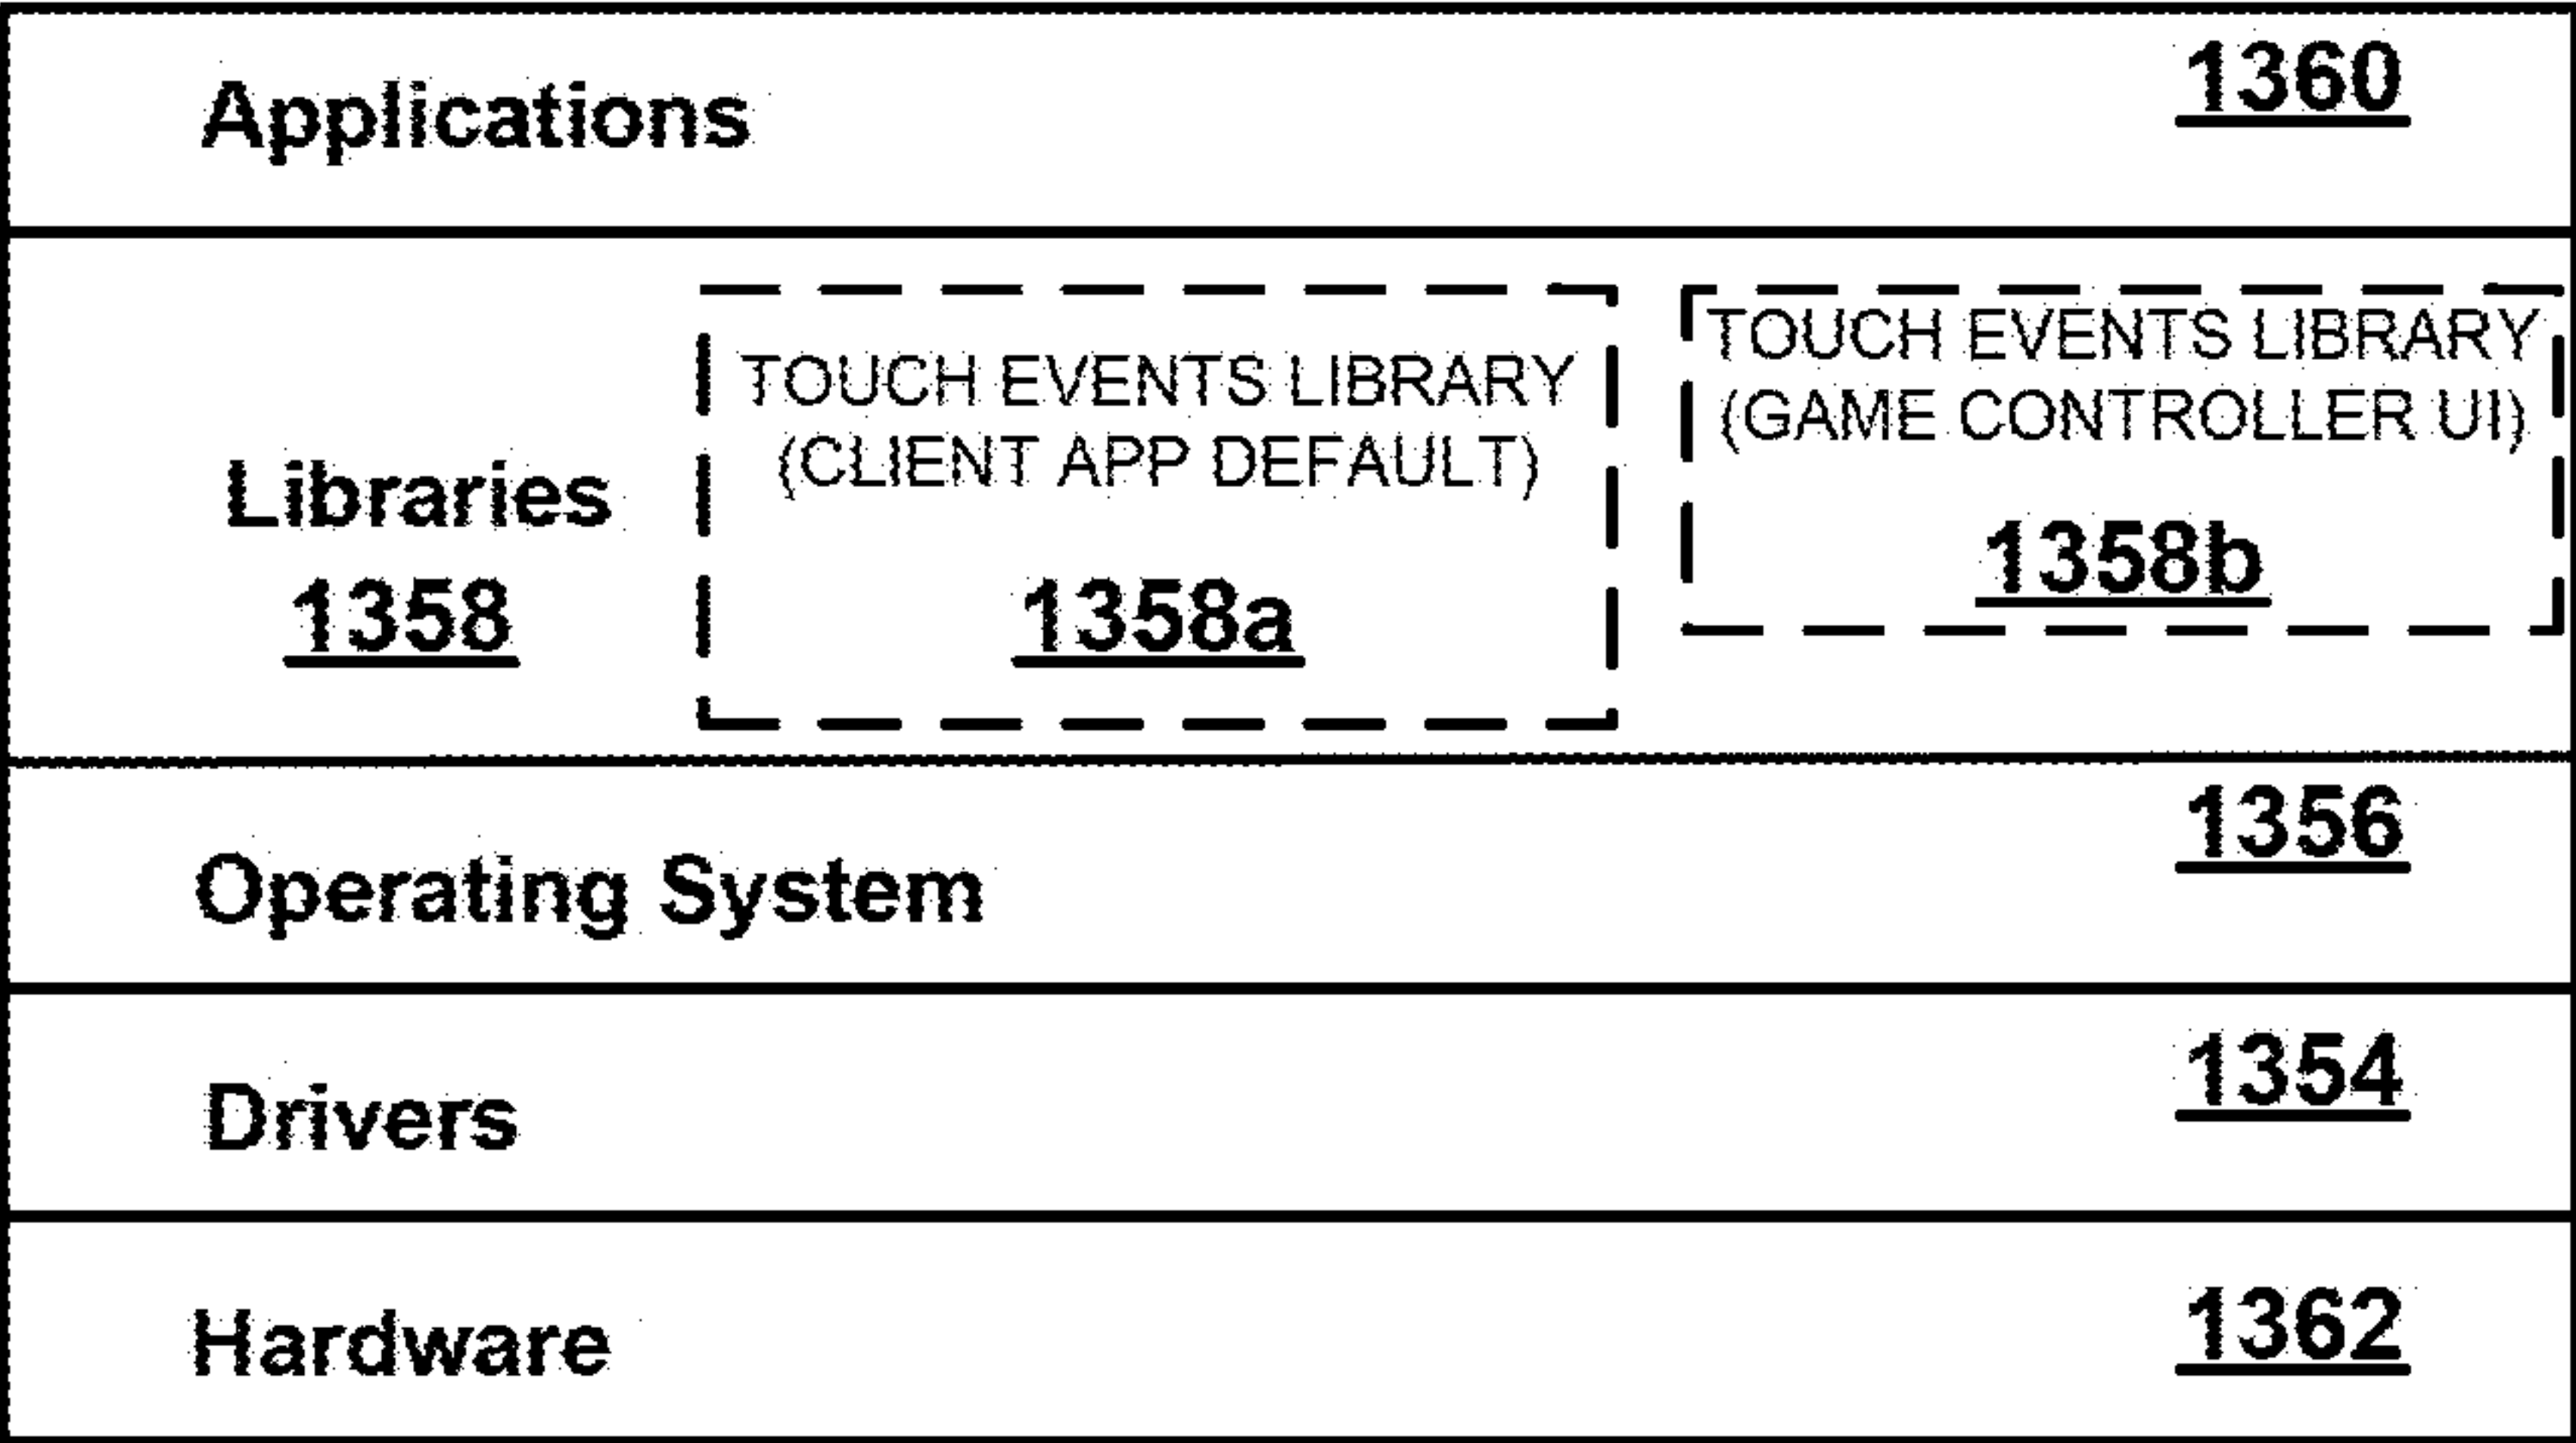 Applications
1360
TOUCH EVENTS LIBRARY
(CLIENT APP DEFAULT)
1358a
TOUCH EVENTS LIBRARY
(GAME CONTROLLER UI)
1358b
Libraries
1358
Operating System
1356
Drivers
1354
Hardware
1362